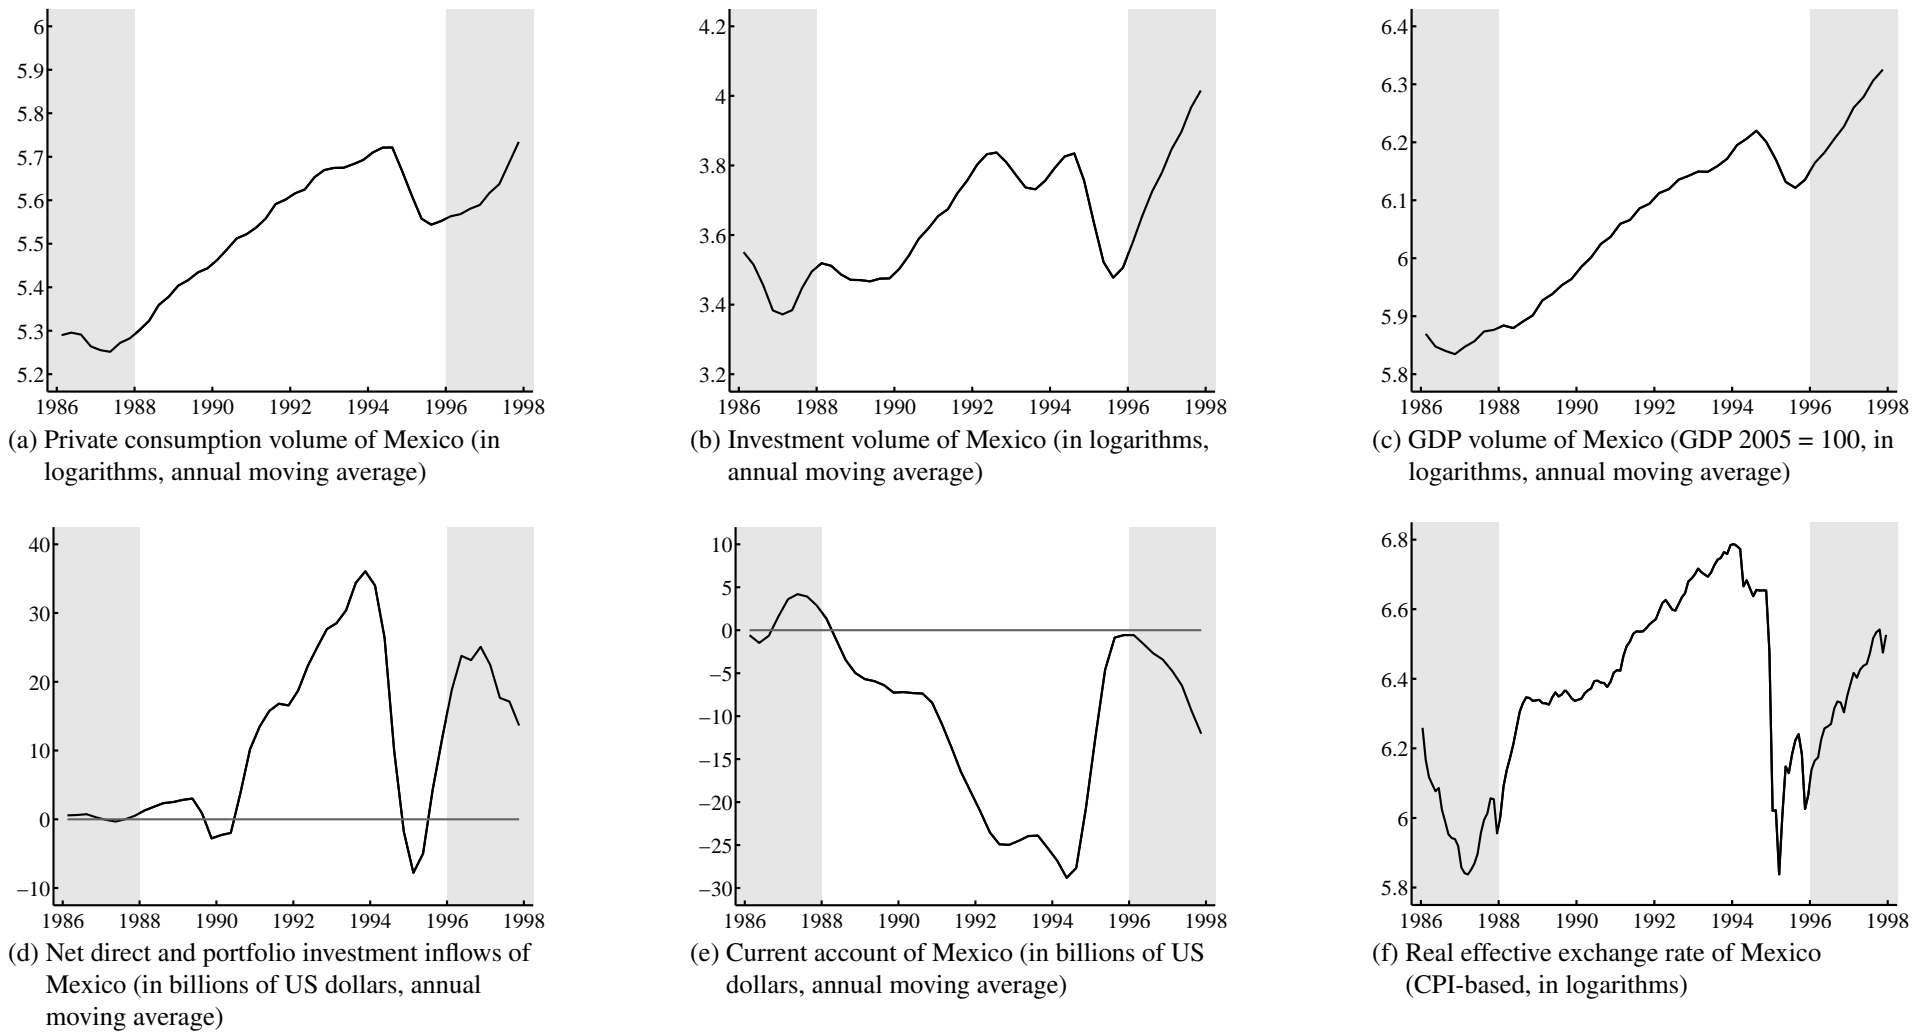 6
5.9
5.8
5.7
5.6
5.5
5.4
5.3
5.2
1986 1988 1990 1992 1994 1996 1998
(a) Private consumption volume of Mexico (in
logarithms, annual moving average)
4.2
4
3.8
3.6
3.4
3.2
1986 1988 1990 1992 1994 1996 1998
(b) Investment volume of Mexico (in logarithms,
annual moving average)
6.4
6.3
6.2
6.1
6
5.9
5.8
1986 1988 1990 1992 1994 1996 1998
(c) GDP volume of Mexico (GDP 2005 = 100, in
logarithms, annual moving average)
40
30
20
10
0
−10
1986 1988 1990 1992 1994 1996 1998
(d) Net direct and portfolio investment inflows of
Mexico (in billions of US dollars, annual
moving average)
10
5
0
−5
−10
−15
−20
−25
−30
1986 1988 1990 1992 1994 1996 1998
(e) Current account of Mexico (in billions of US
dollars, annual moving average)
6.8
6.6
6.4
6.2
6
5.8
1986 1988 1990 1992 1994 1996 1998
(f) Real effective exchange rate of Mexico
(CPI-based, in logarithms)